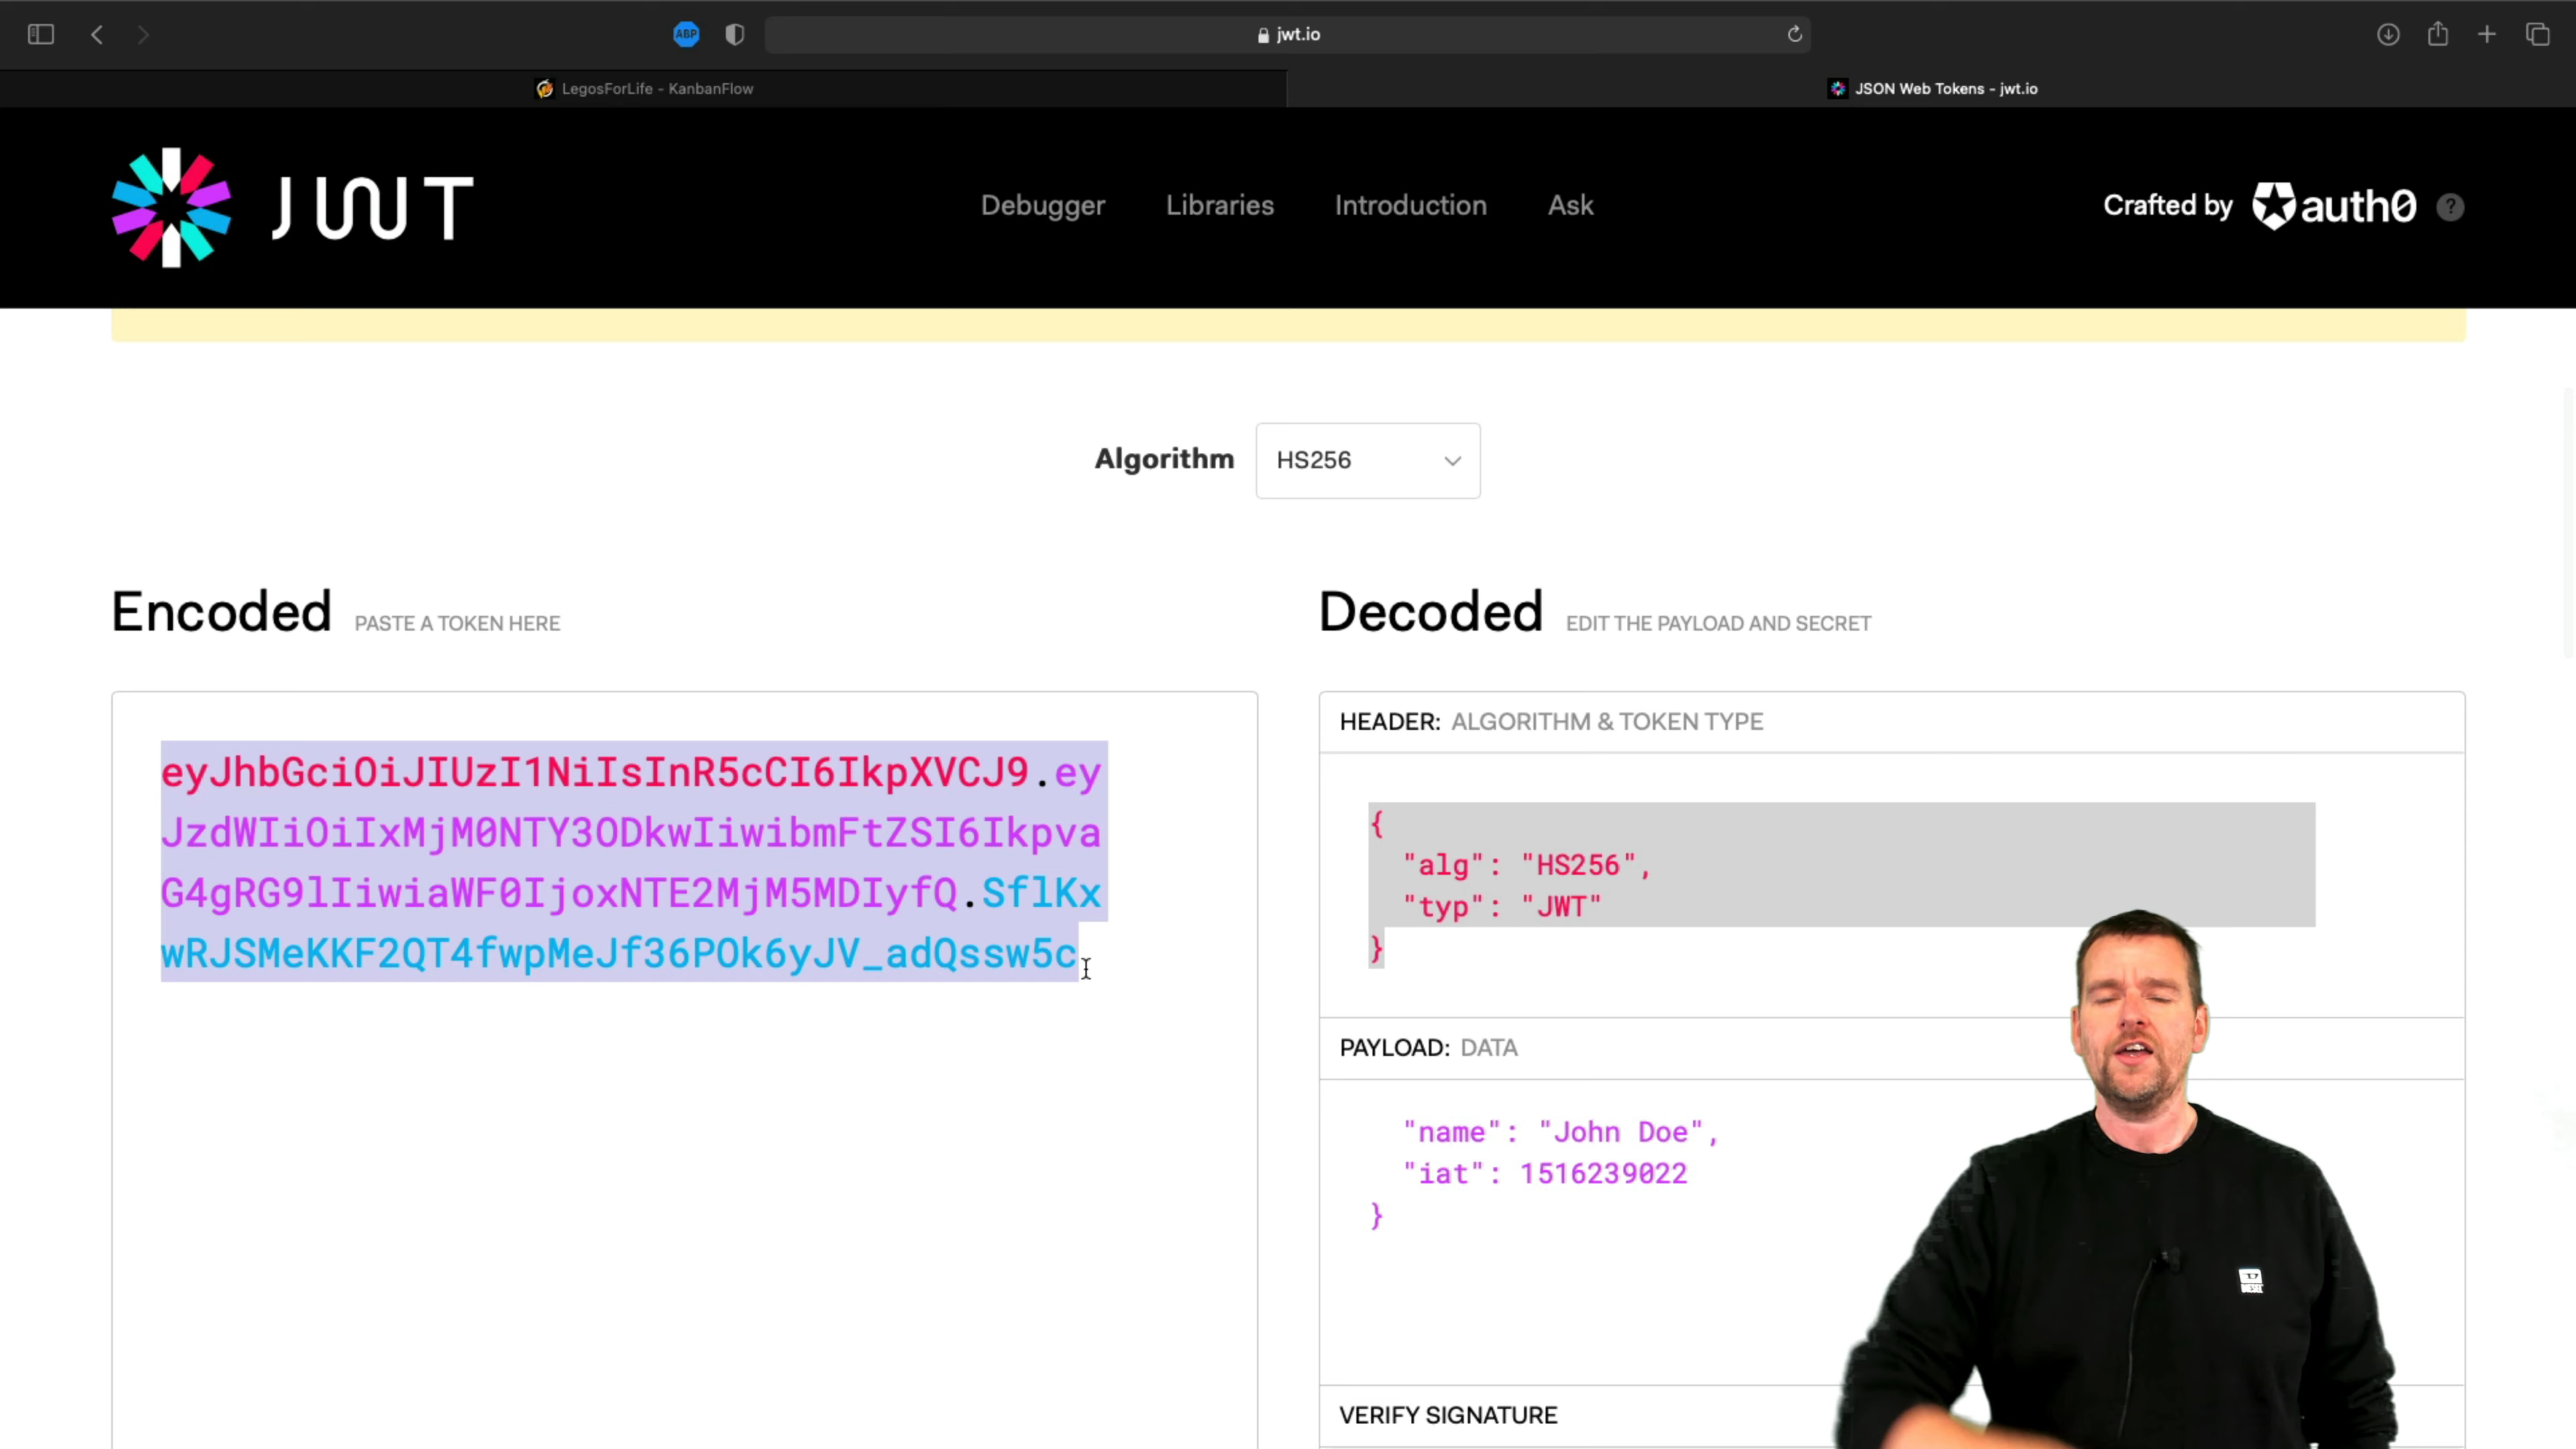 ABP
jwt.io
LegosForLife - KanbanFlow
JSON Web Tokens - jwt.io
JWT
Debugger
Libraries
Introduction
Ask
Crafted by auth0 ?
Algorithm HS256
Encoded PASTE A TOKEN HERE
eyJhbGciOiJIUzI1NiIsInR5cCI6IkpXVCJ9.ey
JzdWIiOiIxMjM0NTY3ODkwIiwibmFtZSI6Ikpva
G4gRG9lIiwiaWF0IjoxNTE2MjM5MDIyfQ.SflKx
wRJSMeKKF2QT4fwpMeJf36POk6yJV_adQssw5c
Decoded EDIT THE PAYLOAD AND SECRET
HEADER: ALGORITHM & TOKEN TYPE
{
"alg": "HS256",
"typ": "JWT"
}
PAYLOAD: DATA
"name": "John Doe",
"iat": 1516239022
}
VERIFY SIGNATURE